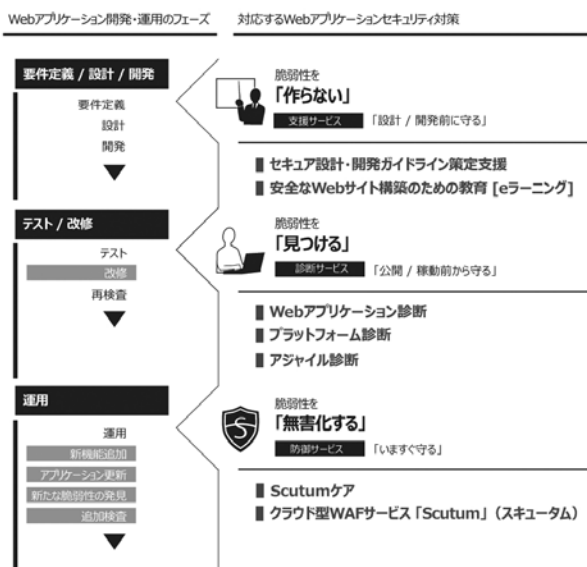 Webアプリケーション開発・運用のフェーズ
対応するWebアプリケーションセキュリティ対策
要件定義 / 設計 / 開発
要件定義
設計
開発
脆弱性を
「作らない」
支援サービス 「設計 / 開発前に守る」
セキュア設計・開発ガイドライン策定支援
安全なWebサイト構築のための教育 [eラーニング]
テスト / 改修
テスト
改修
再検査
脆弱性を
「見つける」
診断サービス 「公開 / 稼動前から守る」
Webアプリケーション診断
プラットフォーム診断
アジャイル診断
運用
運用
新機能追加
アプリケーション更新
新たな脆弱性の発見
追加検査
脆弱性を
「無害化する」
防御サービス 「いますぐ守る」
Scutumケア
クラウド型WAFサービス「Scutum」（スキュータム）